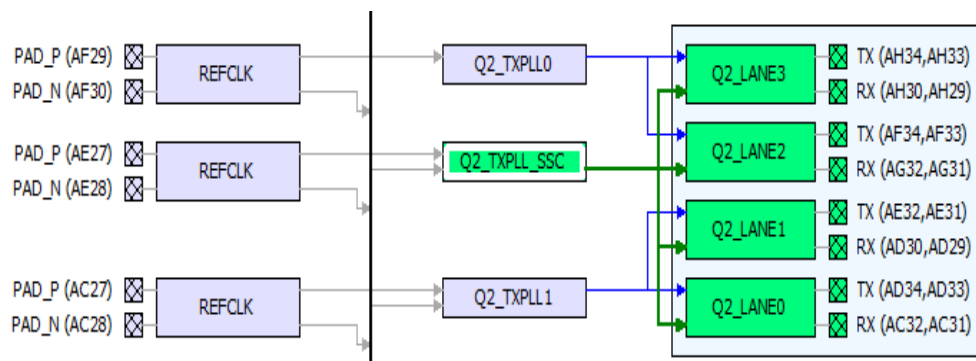 PAD_P (AF29)
PAD_N (AF30)
REFCLK
Q2_TXPLL0
Q2_LANE3
TX (AH34,AH33)
RX (AH30,AH29)
PAD_P (AE27)
PAD_N (AE28)
REFCLK
Q2_TXPLL_SSC
Q2_LANE2
TX (AF34,AF33)
RX (AG32,AG31)
Q2_LANE1
TX (AE32,AE31)
RX (AD30,AD29)
PAD_P (AC27)
PAD_N (AC28)
REFCLK
Q2_TXPLL1
Q2_LANE0
TX (AD34,AD33)
RX (AC32,AC31)